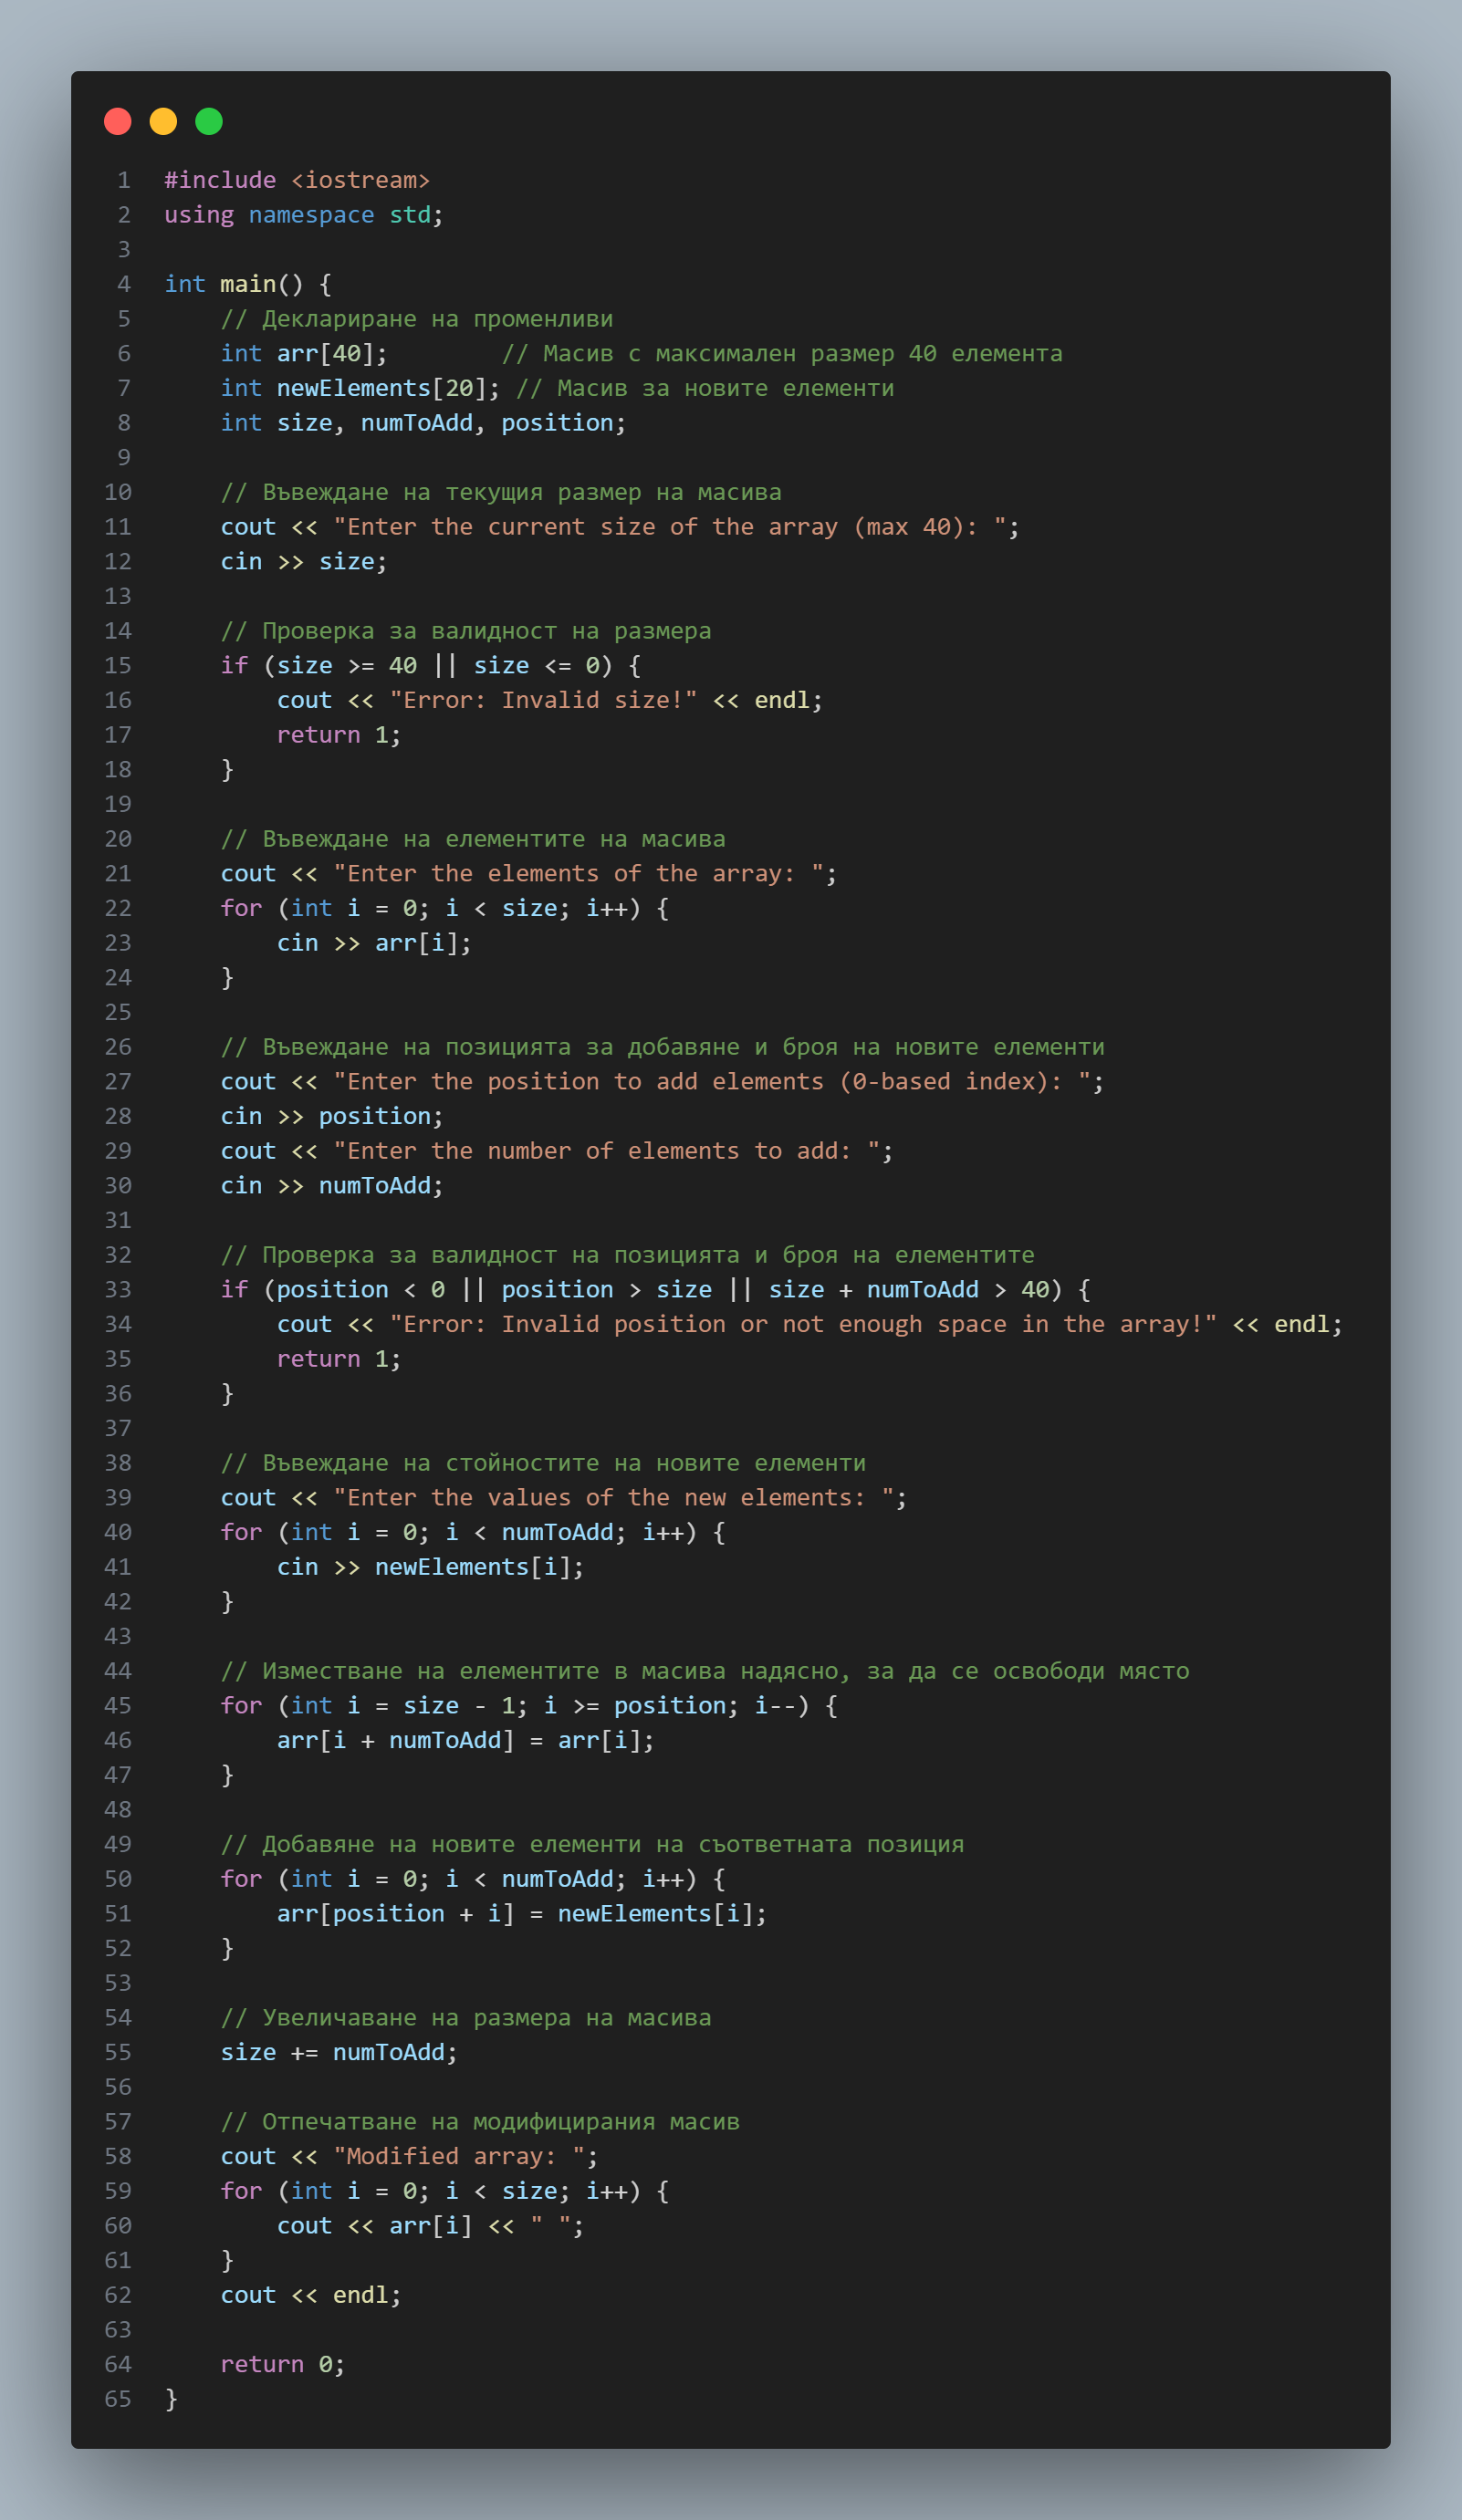 1 #include <iostream>
2 using namespace std;
3
4 int main() {
5     // Деклариране на променливи
6     int arr[40];        // Масив с максимален размер 40 елемента
7     int newElements[20]; // Масив за новите елементи
8     int size, numToAdd, position;
9
10     // Въвеждане на текущия размер на масива
11     cout << "Enter the current size of the array (max 40): ";
12     cin >> size;
13
14     // Проверка за валидност на размера
15     if (size >= 40 || size <= 0) {
16         cout << "Error: Invalid size!" << endl;
17         return 1;
18     }
19
20     // Въвеждане на елементите на масива
21     cout << "Enter the elements of the array: ";
22     for (int i = 0; i < size; i++) {
23         cin >> arr[i];
24     }
25
26     // Въвеждане на позицията за добавяне и броя на новите елементи
27     cout << "Enter the position to add elements (0-based index): ";
28     cin >> position;
29     cout << "Enter the number of elements to add: ";
30     cin >> numToAdd;
31
32     // Проверка за валидност на позицията и броя на елементите
33     if (position < 0 || position > size || size + numToAdd > 40) {
34         cout << "Error: Invalid position or not enough space in the array!" << endl;
35         return 1;
36     }
37
38     // Въвеждане на стойностите на новите елементи
39     cout << "Enter the values of the new elements: ";
40     for (int i = 0; i < numToAdd; i++) {
41         cin >> newElements[i];
42     }
43
44     // Изместване на елементите в масива надясно, за да се освободи място
45     for (int i = size - 1; i >= position; i--) {
46         arr[i + numToAdd] = arr[i];
47     }
48
49     // Добавяне на новите елементи на съответната позиция
50     for (int i = 0; i < numToAdd; i++) {
51         arr[position + i] = newElements[i];
52     }
53
54     // Увеличаване на размера на масива
55     size += numToAdd;
56
57     // Отпечатване на модифицирания масив
58     cout << "Modified array: ";
59     for (int i = 0; i < size; i++) {
60         cout << arr[i] << " ";
61     }
62     cout << endl;
63
64     return 0;
65 }